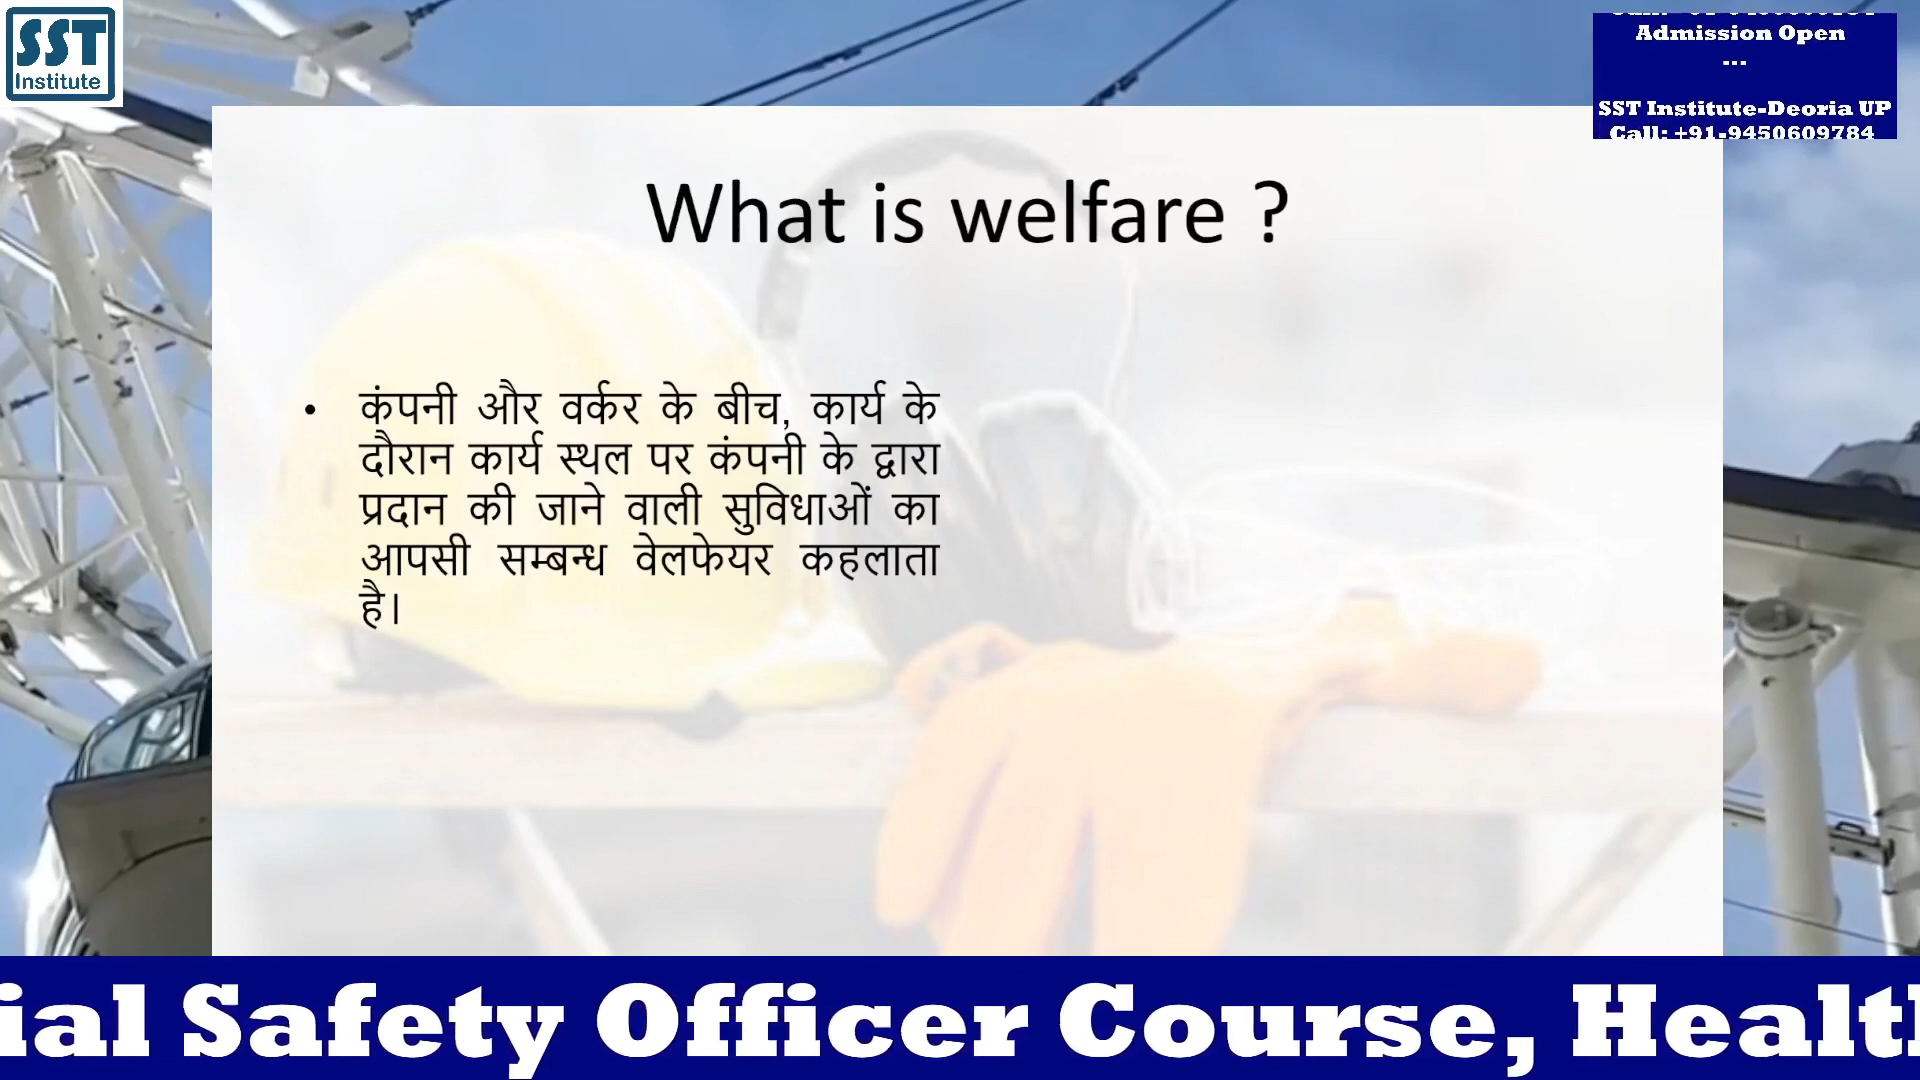 SST
Institute
Admission Open
...
SST Institute-Deoria UP
Call: +91-9450609784
What is welfare ?
• कंपनी और वर्कर के बीच, कार्य के
दौरान कार्य स्थल पर कंपनी के द्वारा
प्रदान की जाने वाली सुविधाओं का
आपसी सम्बन्ध वेलफेयर कहलाता
है।
ial Safety Officer Course, Healt